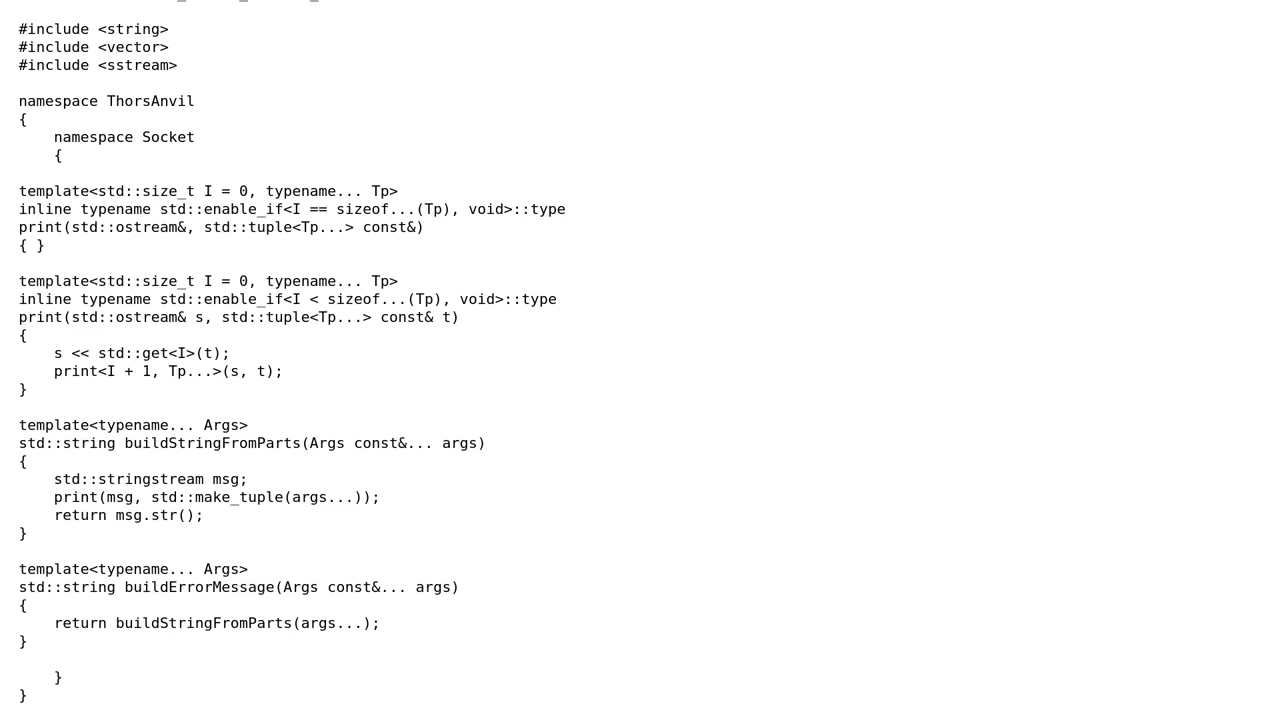 #include <string>
#include <vector>
#include <sstream>

namespace ThorsAnvil
{
    namespace Socket
    {

template<std::size_t I = 0, typename... Tp>
inline typename std::enable_if<I == sizeof...(Tp), void>::type
print(std::ostream&, std::tuple<Tp...> const&)
{ }

template<std::size_t I = 0, typename... Tp>
inline typename std::enable_if<I < sizeof...(Tp), void>::type
print(std::ostream& s, std::tuple<Tp...> const& t)
{
    s << std::get<I>(t);
    print<I + 1, Tp...>(s, t);
}

template<typename... Args>
std::string buildStringFromParts(Args const&... args)
{
    std::stringstream msg;
    print(msg, std::make_tuple(args...));
    return msg.str();
}

template<typename... Args>
std::string buildErrorMessage(Args const&... args)
{
    return buildStringFromParts(args...);
}

    }
}